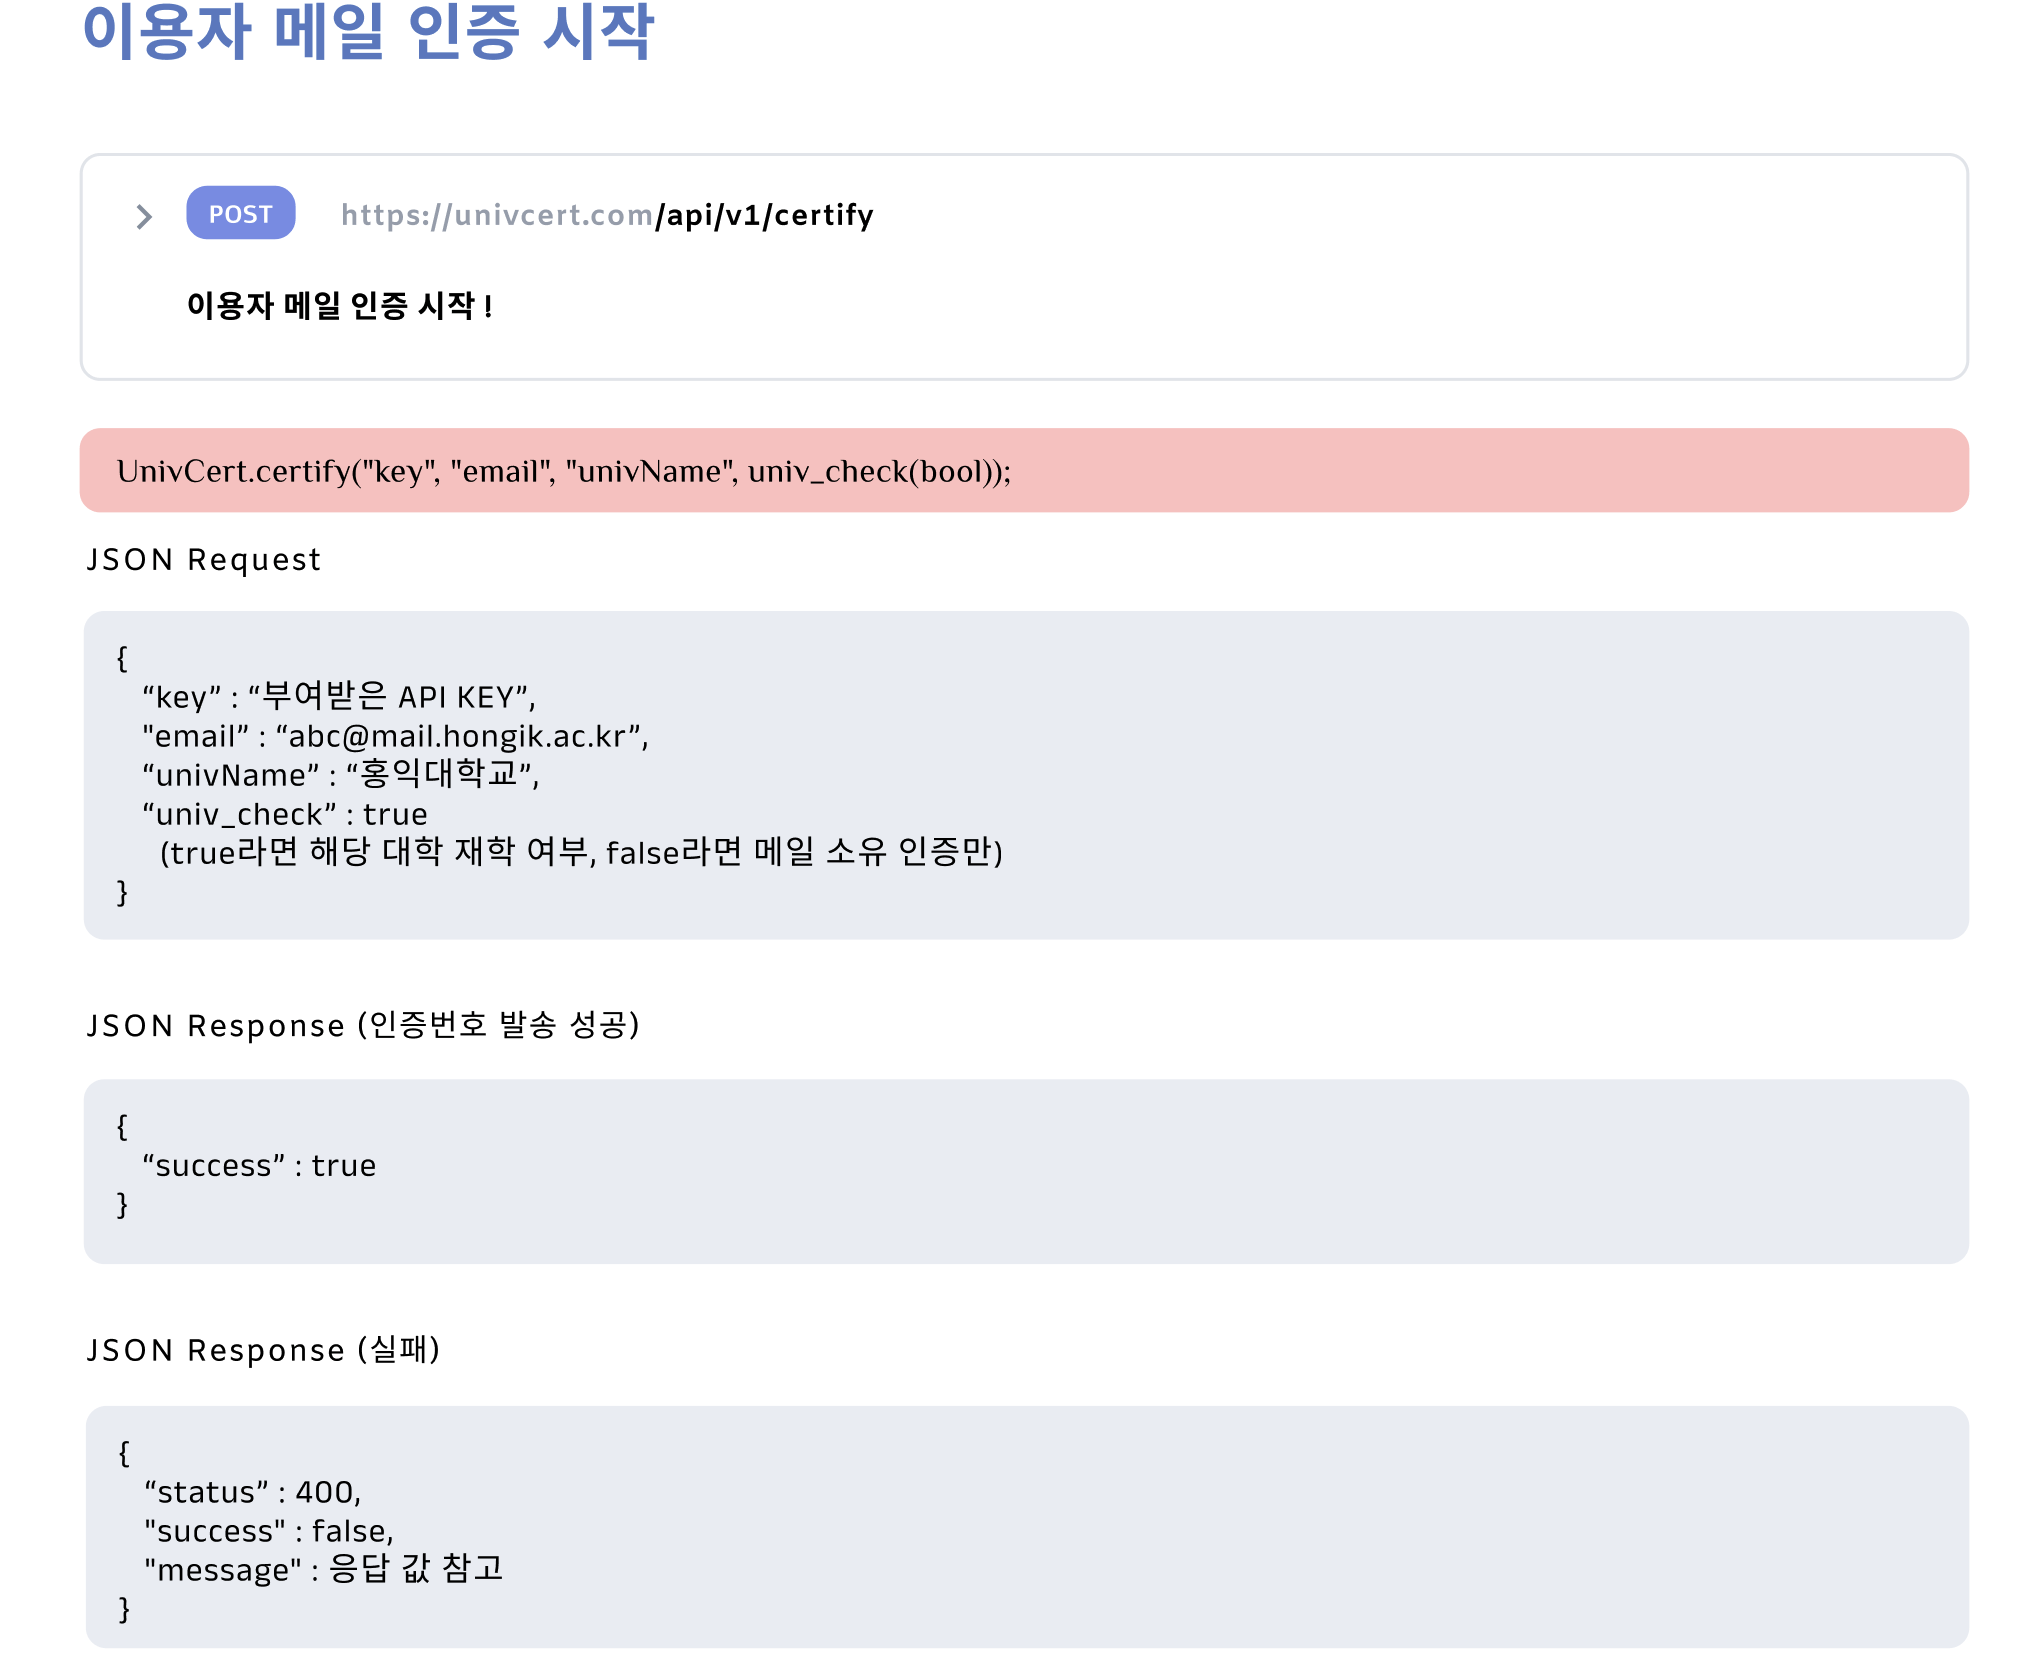 이용자 메일 인증 시작
POST https://univcert.com/api/v1/certify
이용자 메일 인증 시작 !
UnivCert.certify("key", "email", "univName", univ_check(bool));
JSON Request
{
“key” : “부여받은 API KEY”,
"email” : “abc@mail.hongik.ac.kr”,
“univName” : “홍익대학교”,
“univ_check” : true
(true라면 해당 대학 재학 여부, false라면 메일 소유 인증만)
}
JSON Response (인증번호 발송 성공)
{
“success” : true
}
JSON Response (실패)
{
“status” : 400,
"success" : false,
"message" : 응답 값 참고
}